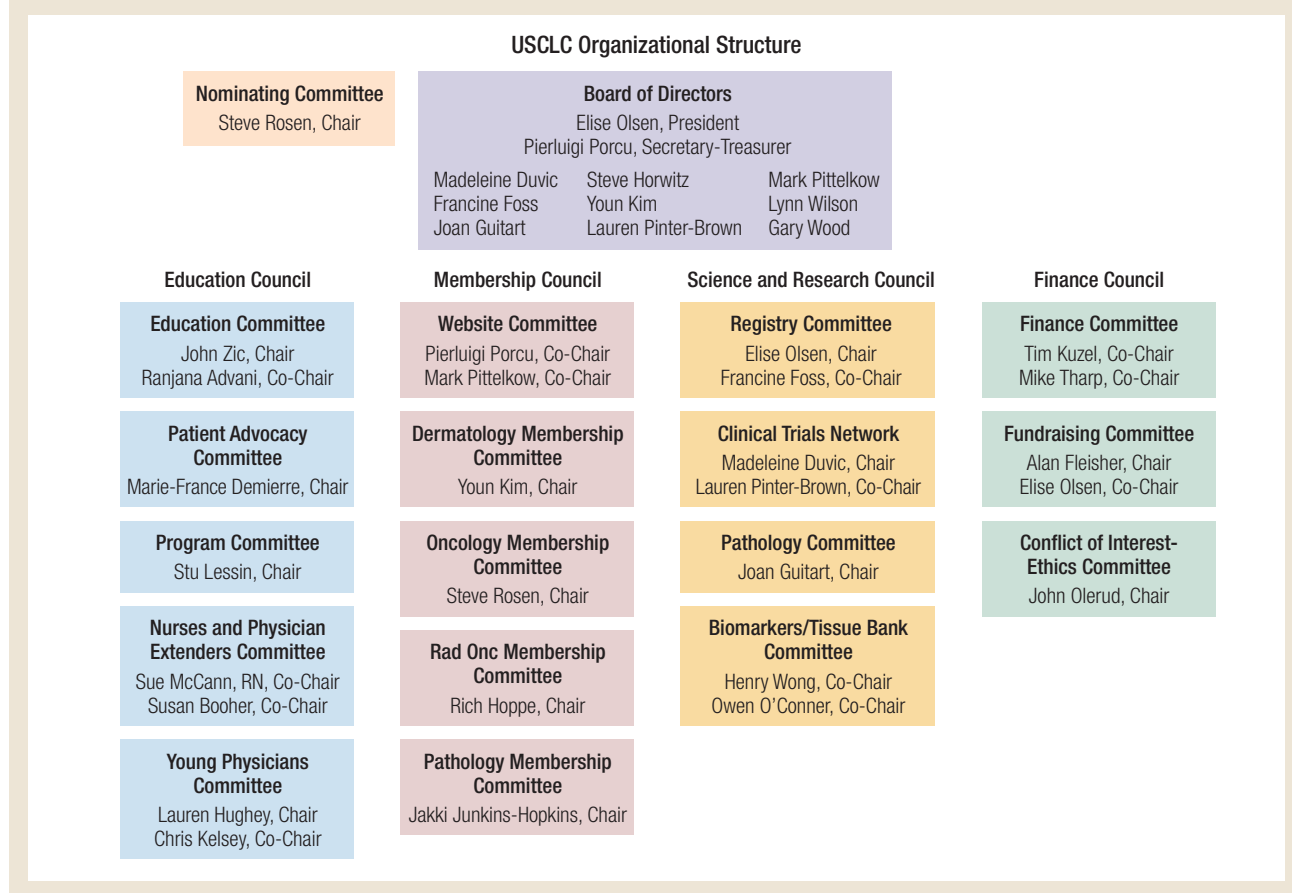 USCLC Organizational Structure
Nominating Committee
Steve Rosen, Chair
Board of Directors
Elise Olsen, President
Pierluigi Porcu, Secretary-Treasurer
Madeleine Duvic
Francine Foss
Joan Guitart
Steve Horwitz
Youn Kim
Lauren Pinter-Brown
Mark Pittelkow
Lynn Wilson
Gary Wood
Education Council
Education Committee
John Zic, Chair
Ranjana Advani, Co-Chair
Patient Advocacy
Committee
Marie-France Demierre, Chair
Program Committee
Stu Lessin, Chair
Nurses and Physician
Extenders Committee
Sue McCann, RN, Co-Chair
Susan Booher, Co-Chair
Young Physicians
Committee
Lauren Hughey, Chair
Chris Kelsey, Co-Chair
Membership Council
Website Committee
Pierluigi Porcu, Co-Chair
Mark Pittelkow, Co-Chair
Dermatology Membership
Committee
Youn Kim, Chair
Oncology Membership
Committee
Steve Rosen, Chair
Rad Onc Membership
Committee
Rich Hoppe, Chair
Pathology Membership
Committee
Jakki Junkins-Hopkins, Chair
Science and Research Council
Registry Committee
Elise Olsen, Chair
Francine Foss, Co-Chair
Clinical Trials Network
Madeleine Duvic, Chair
Lauren Pinter-Brown, Co-Chair
Pathology Committee
Joan Guitart, Chair
Biomarkers/Tissue Bank
Committee
Henry Wong, Co-Chair
Owen O'Conner, Co-Chair
Finance Council
Finance Committee
Tim Kuzel, Co-Chair
Mike Tharp, Co-Chair
Fundraising Committee
Alan Fleisher, Chair
Elise Olsen, Co-Chair
Conflict of Interest-
Ethics Committee
John Olerud, Chair